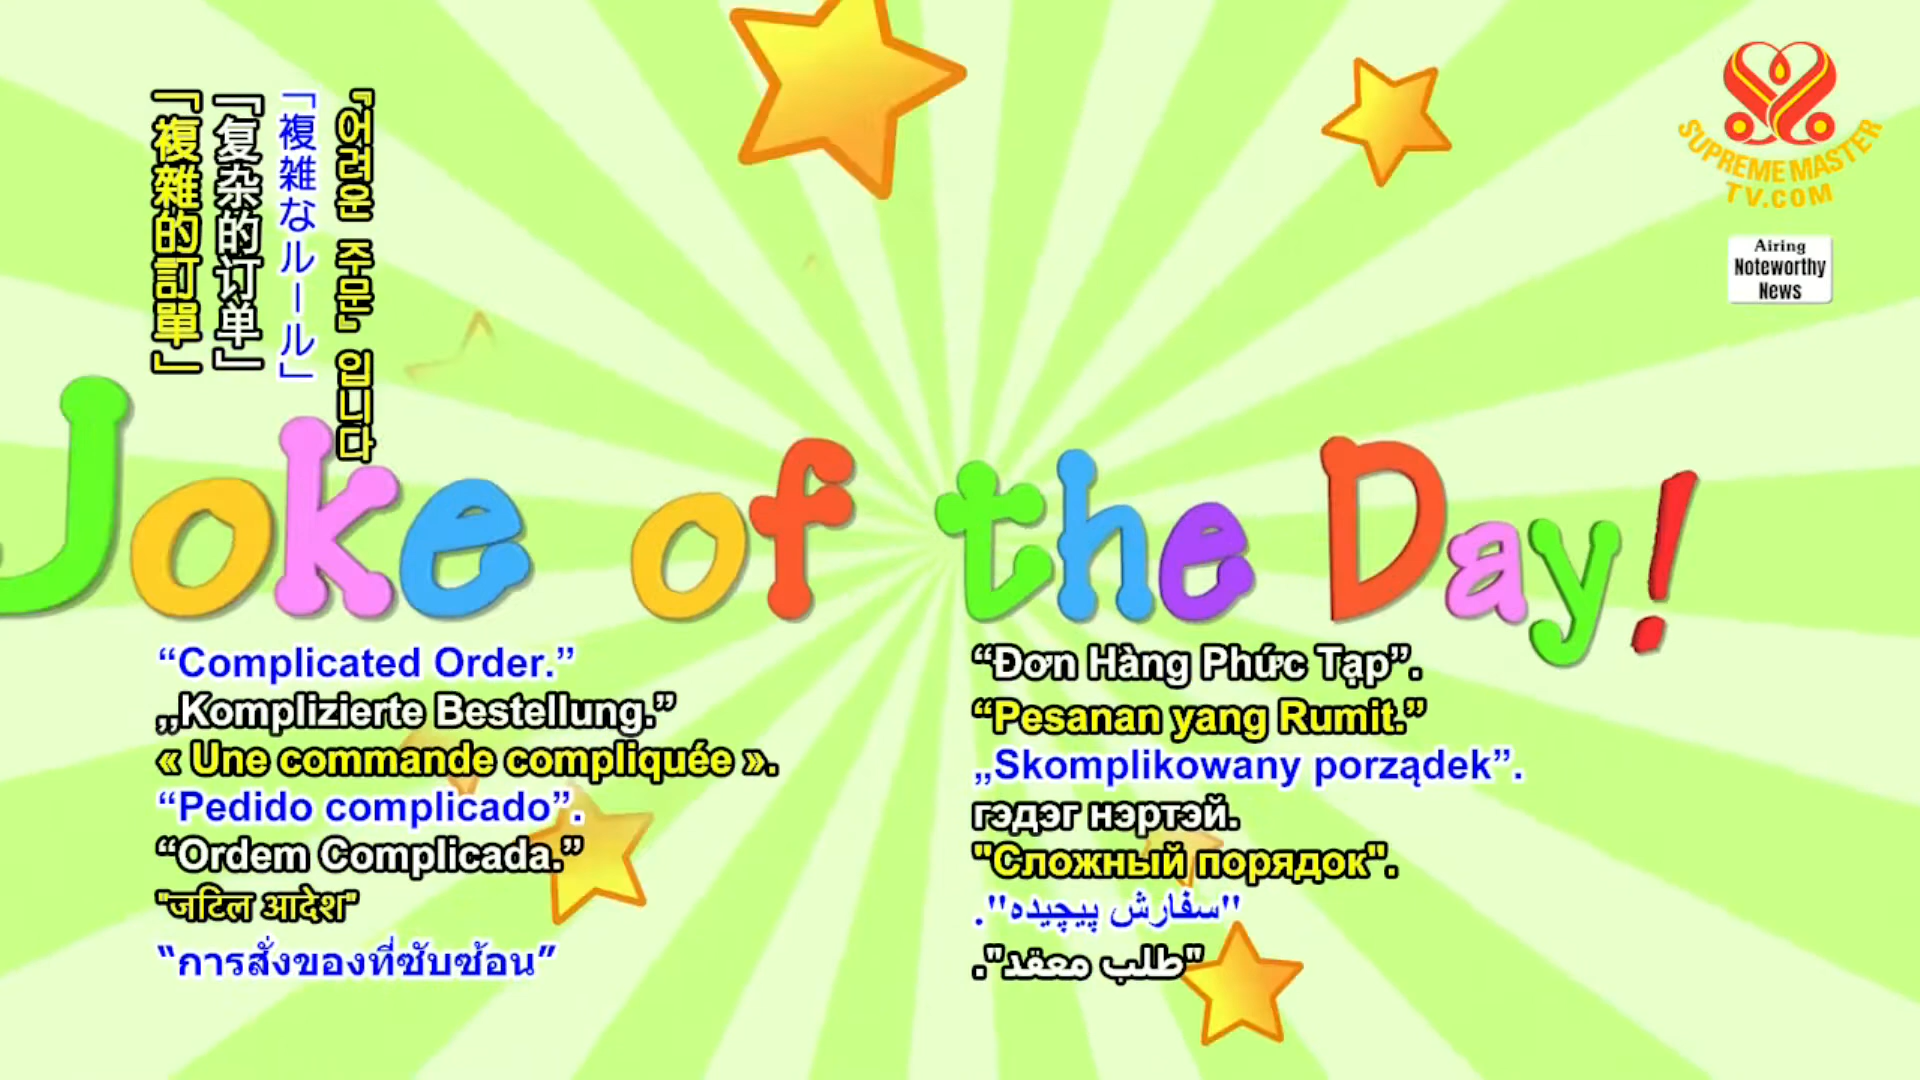 「複雜的訂單」
「复杂的订单」
「複雑なルール」
『어려운 주문』 입니다
SUPREME MASTER
TV.COM
Airing
Noteworthy
News
Joke of the Day!
“Complicated Order.”
„Komplizierte Bestellung.”
« Une commande compliquée ».
“Pedido complicado”.
“Ordem Complicada.”
"जटिल आदेश"
“การสั่งของที่ซับซ้อน”
“Đơn Hàng Phức Tạp”.
“Pesanan yang Rumit.”
„Skomplikowany porządek”.
гэдэг нэртэй.
"Сложный порядок".
"سفارش پیچیده".
"طلب معقد".